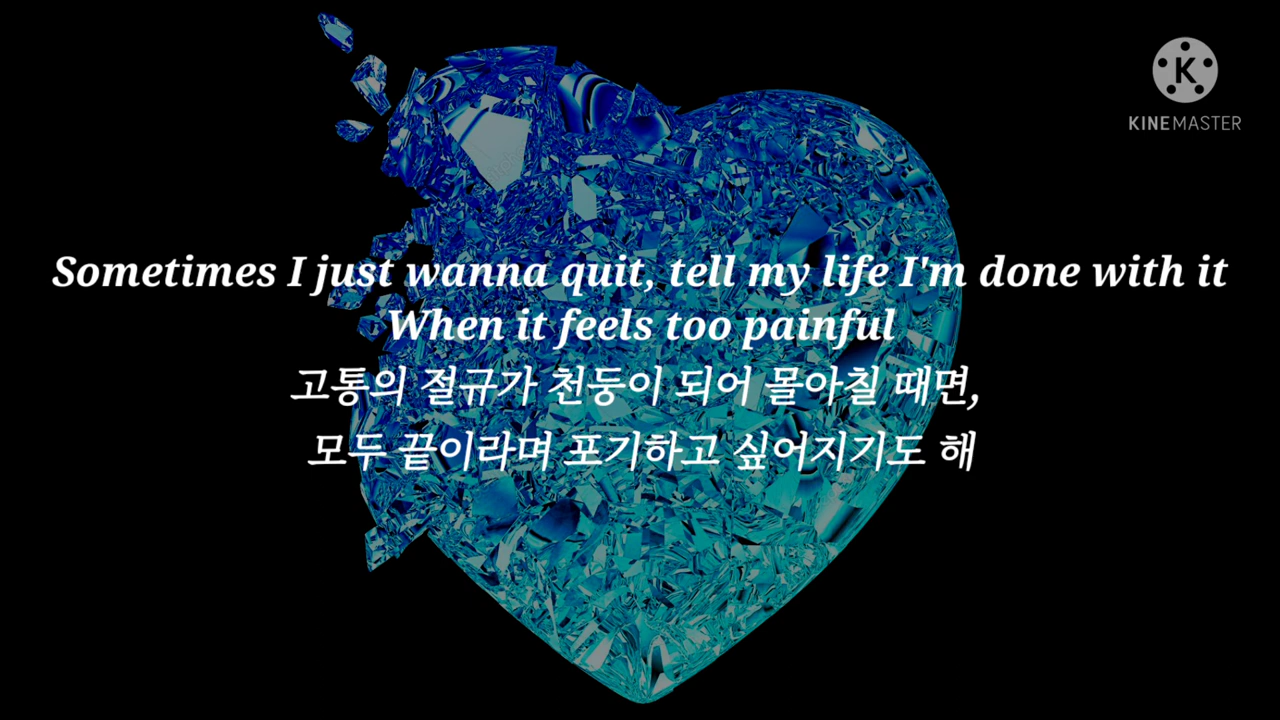 K
KINEMASTER
Sometimes I just wanna quit, tell my life I'm done with it
When it feels too painful
고통의 절규가 천둥이 되어 몰아칠 때면,
모두 끝이라며 포기하고 싶어지기도 해